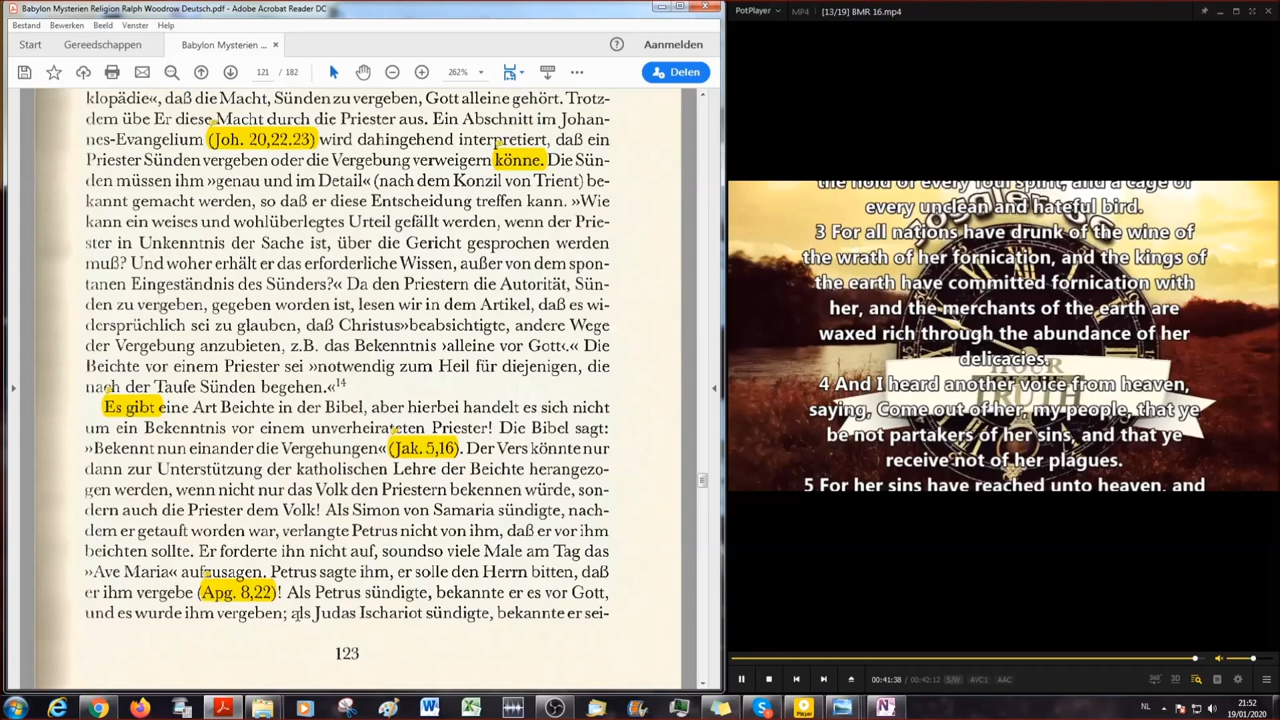 Babylon Mysterien Religion Ralph Woodrow Deutsch.pdf - Adobe Acrobat Reader DC
Bestand Bewerken Beeld Venster Help
Start Gereedschappen Babylon Mysterien ... × Aanmelden
121 / 182 262% Delen
klopädie«, daß die Macht, Sünden zu vergeben, Gott alleine gehört. Trotz-
dem übe Er diese Macht durch die Priester aus. Ein Abschnitt im Johan-
nes-Evangelium (Joh. 20,22.23) wird dahingehend interpretiert, daß ein
Priester Sünden vergeben oder die Vergebung verweigern könne. Die Sün-
den müssen ihm »genau und im Detail« (nach dem Konzil von Trient) be-
kannt gemacht werden, so daß er diese Entscheidung treffen kann. »Wie
kann ein weises und wohlüberlegtes Urteil gefällt werden, wenn der Prie-
ster in Unkenntnis der Sache ist, über die Gericht gesprochen werden
muß? Und woher erhält er das erforderliche Wissen, außer von dem spon-
tanen Eingeständnis des Sünders?« Da den Priestern die Autorität, Sün-
den zu vergeben, gegeben worden ist, lesen wir in dem Artikel, daß es wi-
dersprüchlich sei zu glauben, daß Christus»beabsichtigte, andere Wege
der Vergebung anzubieten, z.B. das Bekenntnis ›alleine vor Gott‹.« Die
Beichte vor einem Priester sei »notwendig zum Heil für diejenigen, die
nach der Taufe Sünden begehen.«14
Es gibt eine Art Beichte in der Bibel, aber hierbei handelt es sich nicht
um ein Bekenntnis vor einem unverheirateten Priester! Die Bibel sagt:
»Bekennt nun einander die Vergehungen« (Jak. 5,16). Der Vers könnte nur
dann zur Unterstützung der katholischen Lehre der Beichte herangezo-
gen werden, wenn nicht nur das Volk den Priestern bekennen würde, son-
dern auch die Priester dem Volk! Als Simon von Samaria sündigte, nach-
dem er getauft worden war, verlangte Petrus nicht von ihm, daß er vor ihm
beichten sollte. Er forderte ihn nicht auf, soundso viele Male am Tag das
»Ave Maria« aufzusagen. Petrus sagte ihm, er solle den Herrn bitten, daß
er ihm vergebe (Apg. 8,22)! Als Petrus sündigte, bekannte er es vor Gott,
und es wurde ihm vergeben; als Judas Ischariot sündigte, bekannte er sei-
123
PotPlayer MP4 [13/19] BMR 16.mp4
the hold of every foul spirit, and a cage of
every unclean and hateful bird.
3 For all nations have drunk of the wine of
the wrath of her fornication, and the kings of
the earth have committed fornication with
her, and the merchants of the earth are
waxed rich through the abundance of her
delicacies.
4 And I heard another voice from heaven,
saying, Come out of her, my people, that ye
be not partakers of her sins, and that ye
receive not of her plagues.
5 For her sins have reached unto heaven, and
HOUR
TRUTH
00:41:38 / 00:42:12 S/W AVC1 AAC
360° 3D
NL 21:52
19/01/2020